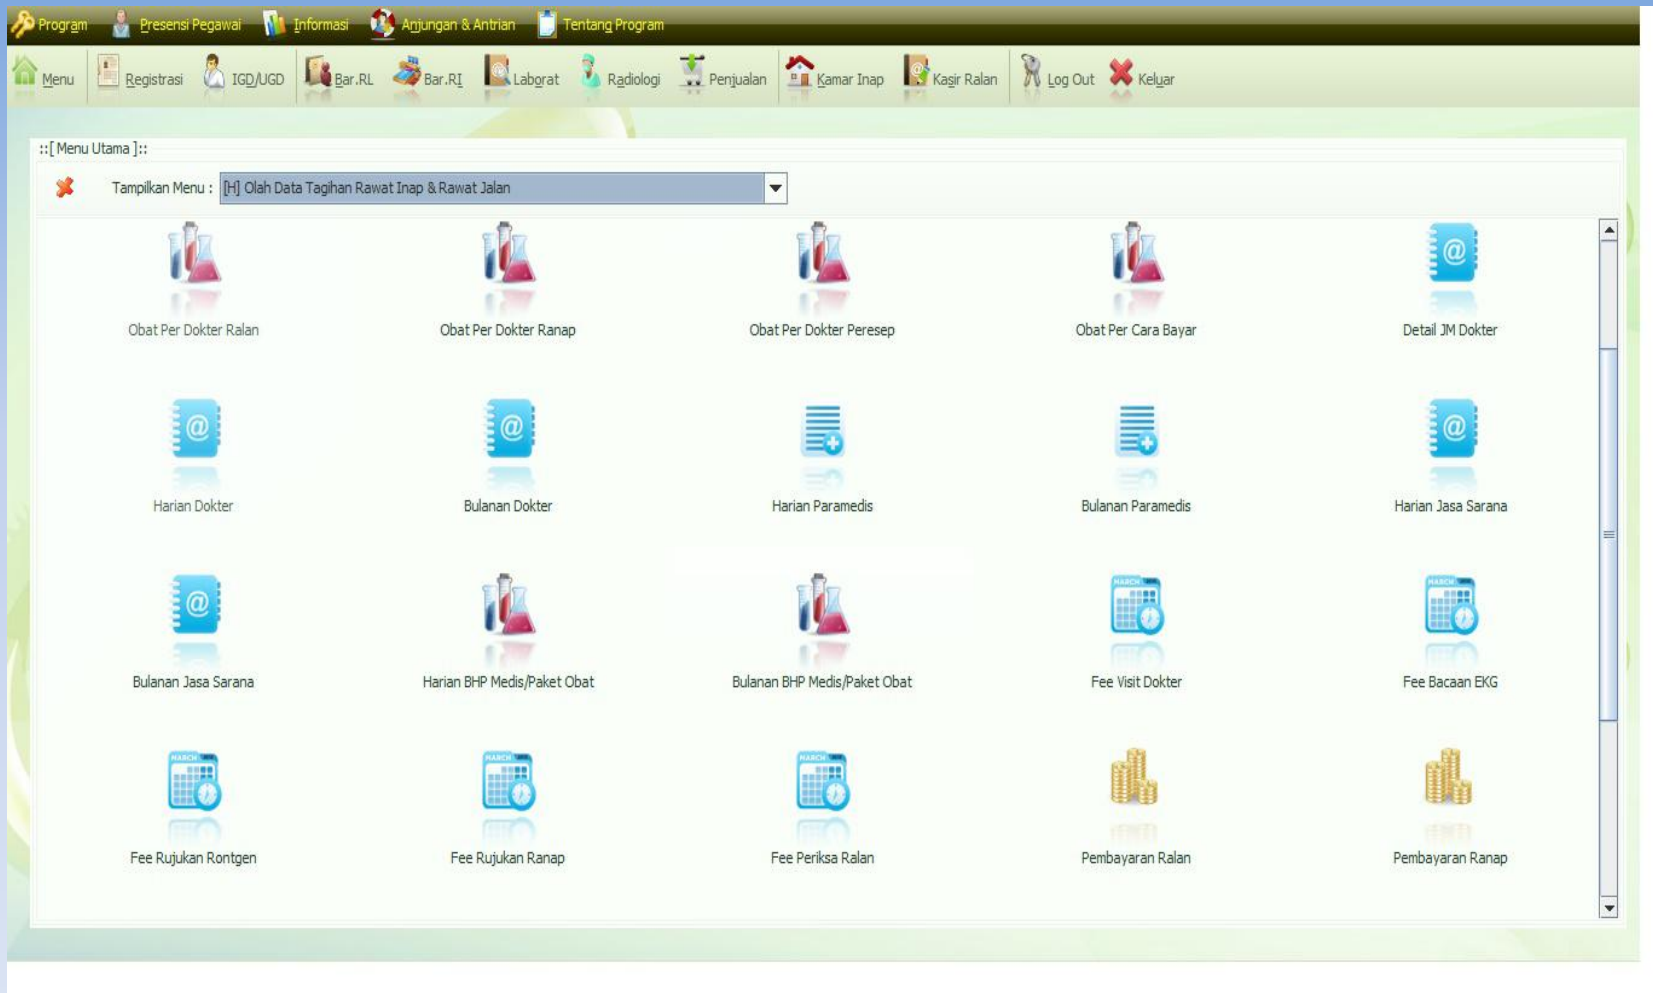 Program Presensi Pegawai Informasi Anjungan & Antrian Tentang Program
Menu Registrasi IGD/UGD Bar.RL Bar.RI Laborat Radiologi Penjualan Kamar Inap Kasir Ralan Log Out Keluar
::[ Menu Utama ]::
Tampilkan Menu : [H] Olah Data Tagihan Rawat Inap & Rawat Jalan
Obat Per Dokter Ralan Obat Per Dokter Ranap Obat Per Dokter Peresep Obat Per Cara Bayar Detail JM Dokter
Harian Dokter Bulanan Dokter Harian Paramedis Bulanan Paramedis Harian Jasa Sarana
MARCH MARCH
Bulanan Jasa Sarana Harian BHP Medis/Paket Obat Bulanan BHP Medis/Paket Obat Fee Visit Dokter Fee Bacaan EKG
MARCH MARCH MARCH
Fee Rujukan Rontgen Fee Rujukan Ranap Fee Periksa Ralan Pembayaran Ralan Pembayaran Ranap